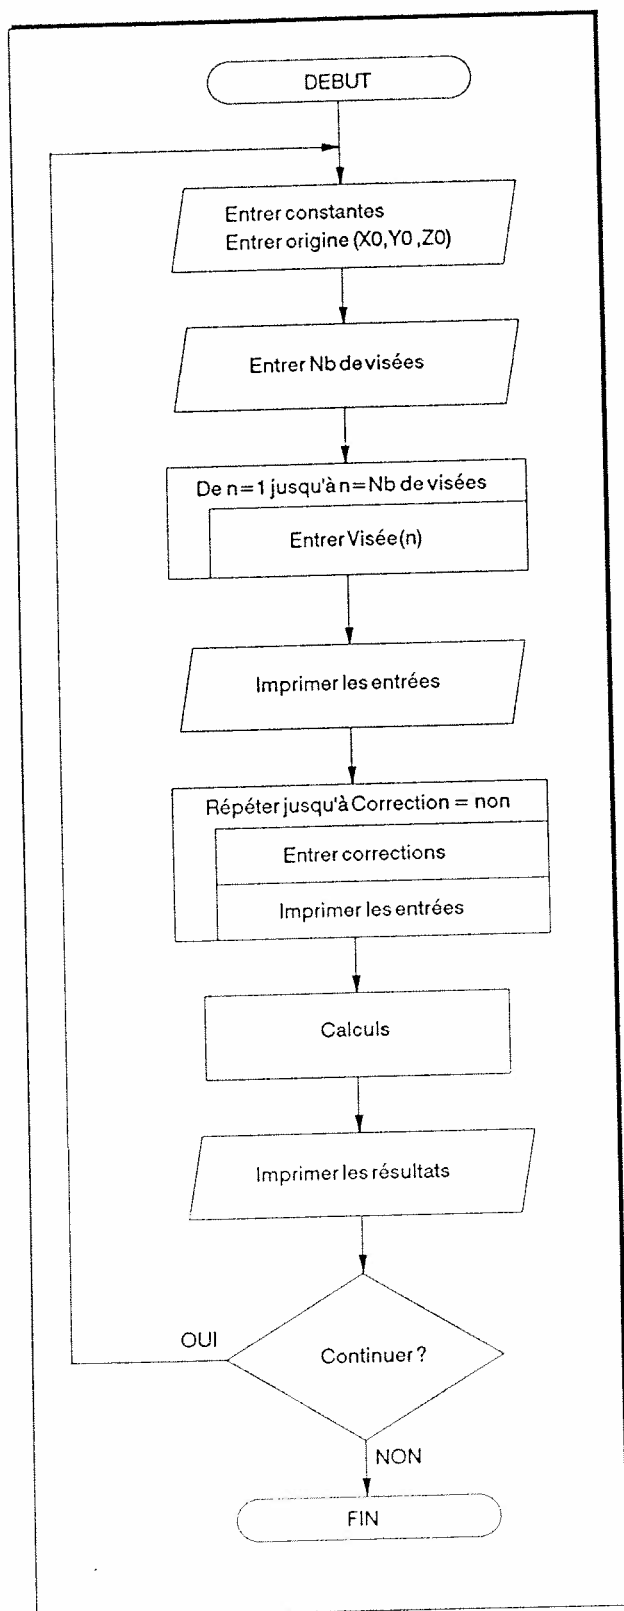 DEBUT
Entrer constantes
Entrer origine (X0,Y0,Z0)
Entrer Nb de visées
De n=1 jusqu'à n=Nb de visées
Entrer Visée(n)
Imprimer les entrées
Répéter jusqu'à Correction = non
Entrer corrections
Imprimer les entrées
Calculs
Imprimer les résultats
OUI
Continuer ?
NON
FIN